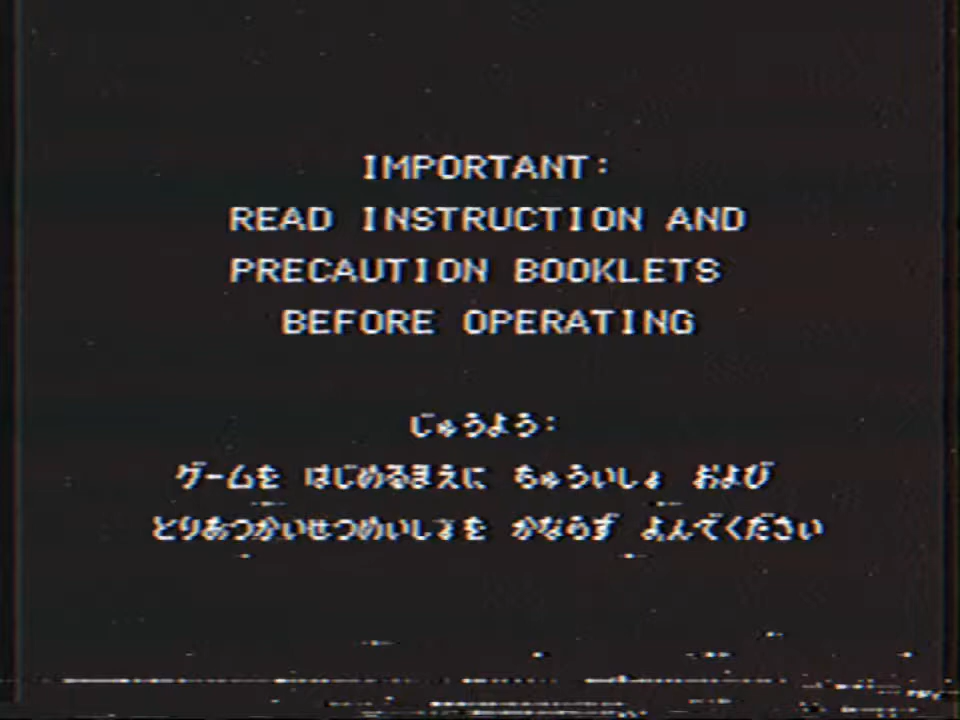 IMPORTANT:
READ INSTRUCTION AND
PRECAUTION BOOKLETS
BEFORE OPERATING
じゅうよう:
ゲームを はじめるまえに ちゅういしょ および
とりあつかいせつめいしょを かならず よんでください